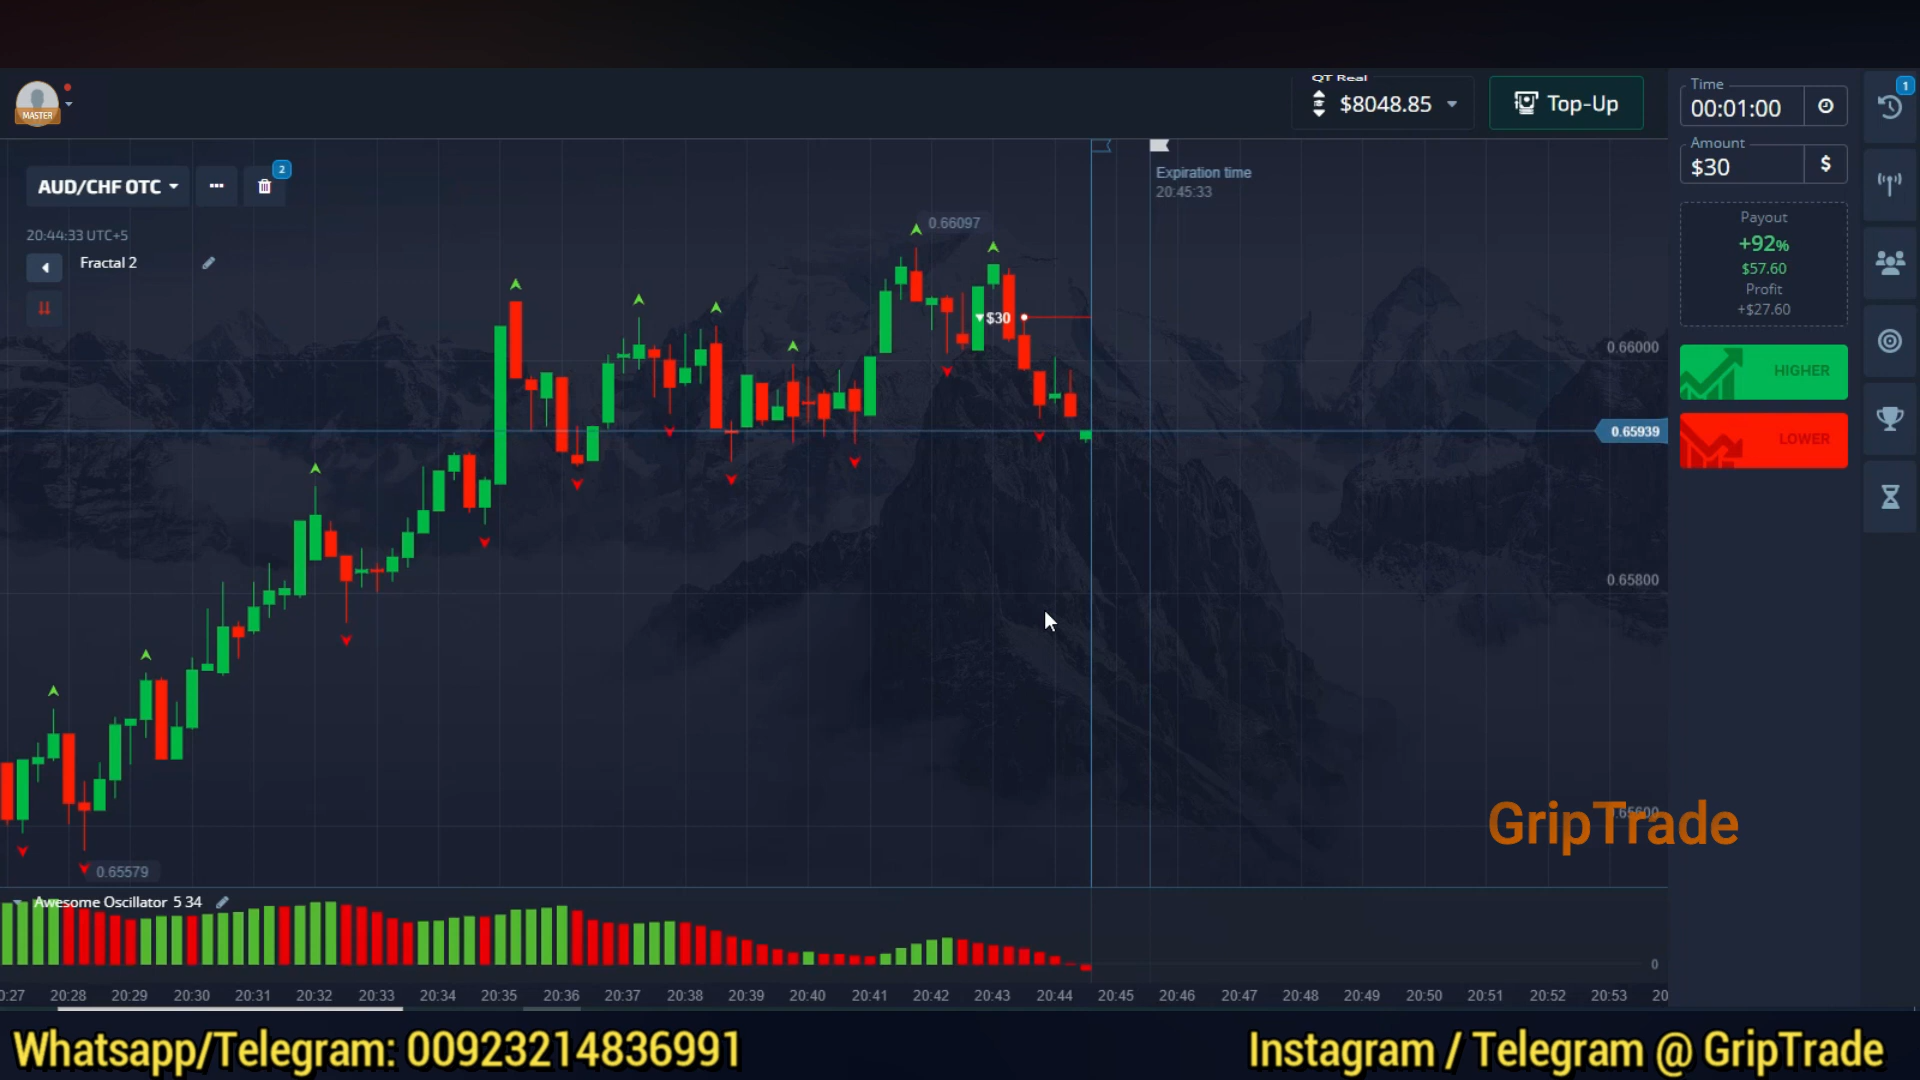 QT Real
$8048.85
Top-Up
Time
00:01:00
1
MASTER
Amount
$30
$
AUD/CHF OTC
2
Expiration time
20:45:33
20:44:33 UTC+5
Fractal 2
Payout
+92%
$57.60
Profit
+$27.60
0.66097
$30
0.66000
HIGHER
0.65939
LOWER
0.65800
GripTrade
0.65579
Awesome Oscillator 5 34
0
20:28 20:29 20:30 20:31 20:32 20:33 20:34 20:35 20:36 20:37 20:38 20:39 20:40 20:41 20:42 20:43 20:44 20:45 20:46 20:47 20:48 20:49 20:50 20:51 20:52 20:53 20
Whatsapp/Telegram: 00923214836991
Instagram / Telegram @ GripTrade